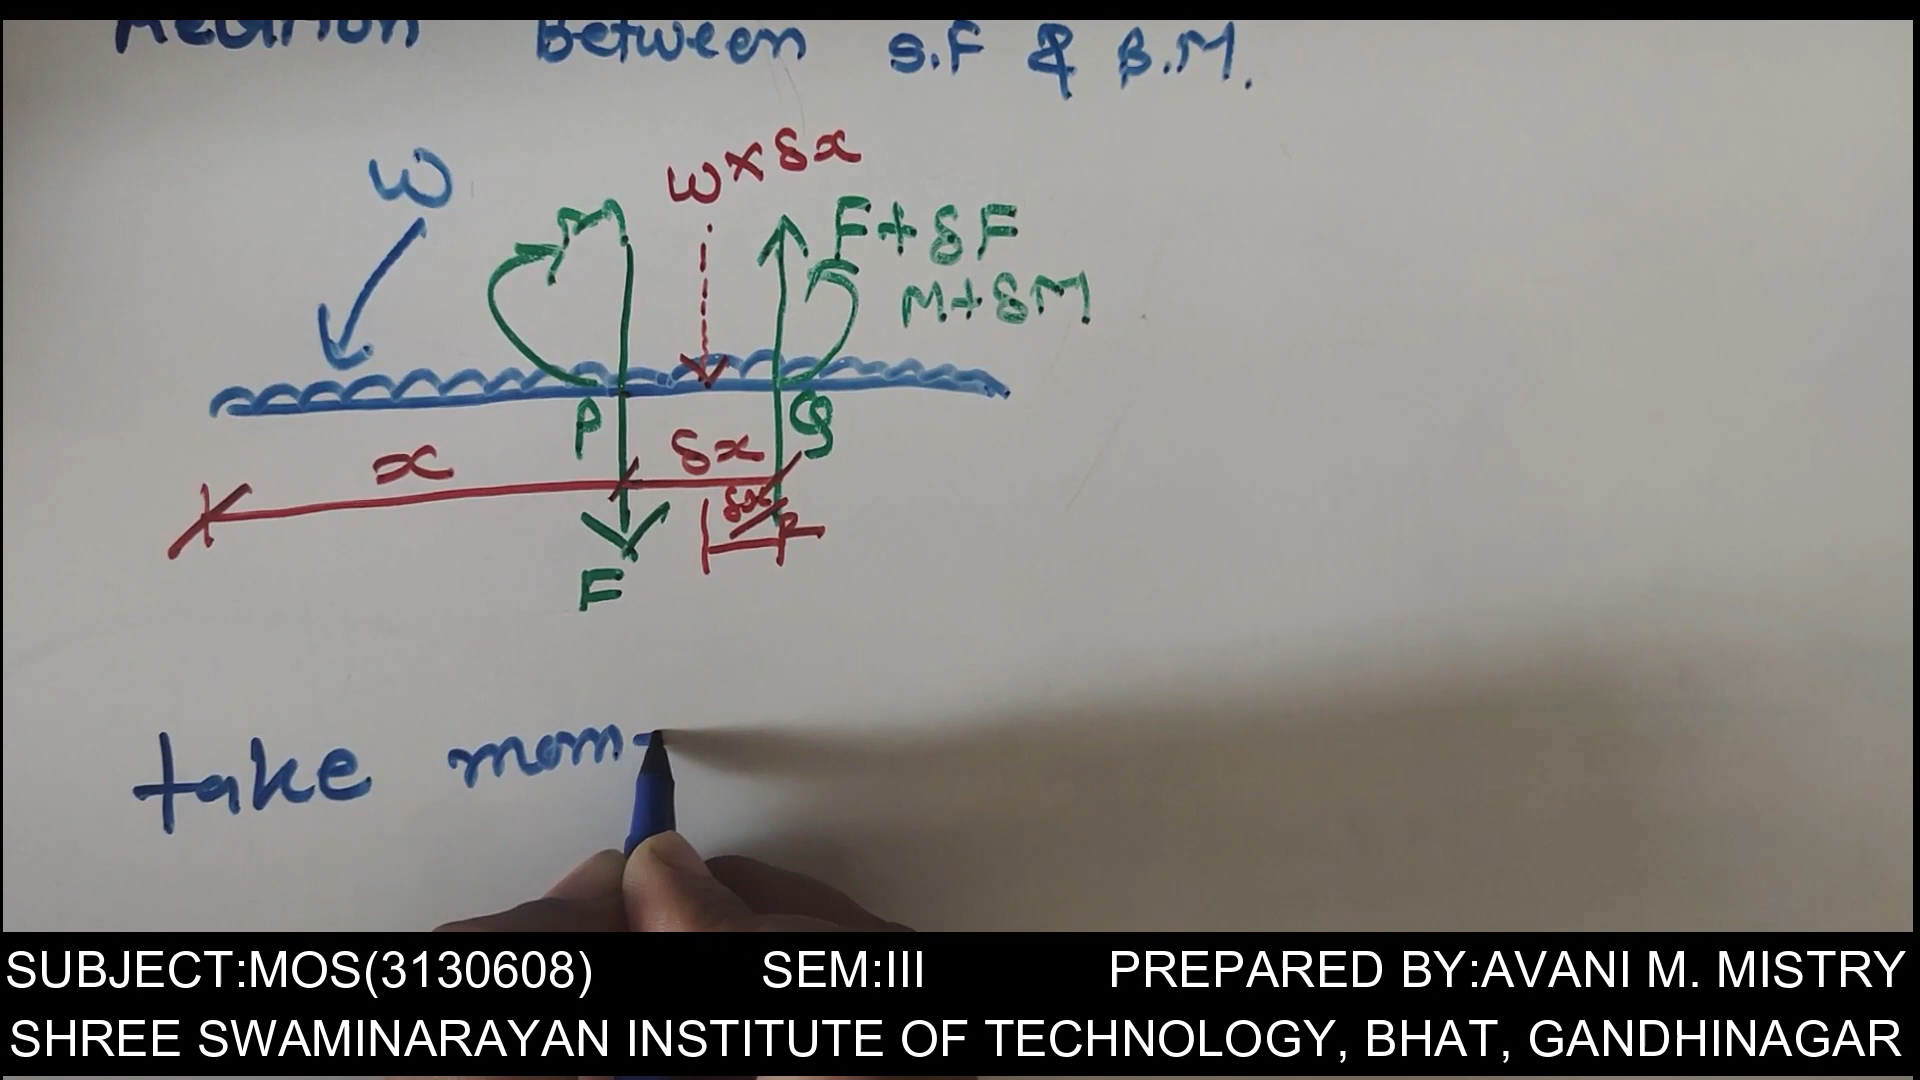 Relation Between S.F & B.M.
w
w×δx
M
F+δF
M+δM
P Q
x
δx
δx/2
F
take mom
SUBJECT:MOS(3130608) SEM:III PREPARED BY:AVANI M. MISTRY
SHREE SWAMINARAYAN INSTITUTE OF TECHNOLOGY, BHAT, GANDHINAGAR